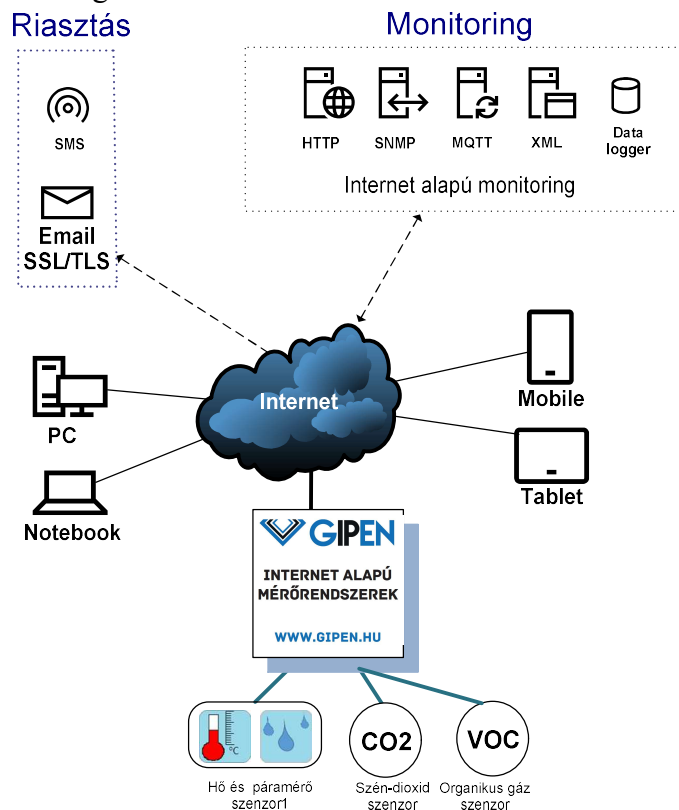 Riasztás
Monitoring
SMS
Email
SSL/TLS
HTTP
SNMP
MQTT
XML
Data
logger
Internet alapú monitoring
Internet
PC
Notebook
Mobile
Tablet
GIPEN
INTERNET ALAPÚ
MÉRŐRENDSZEREK
WWW.GIPEN.HU
°C
CO2
VOC
Hő és páramérő
szenzor1
Szén-dioxid
szenzor
Organikus gáz
szenzor